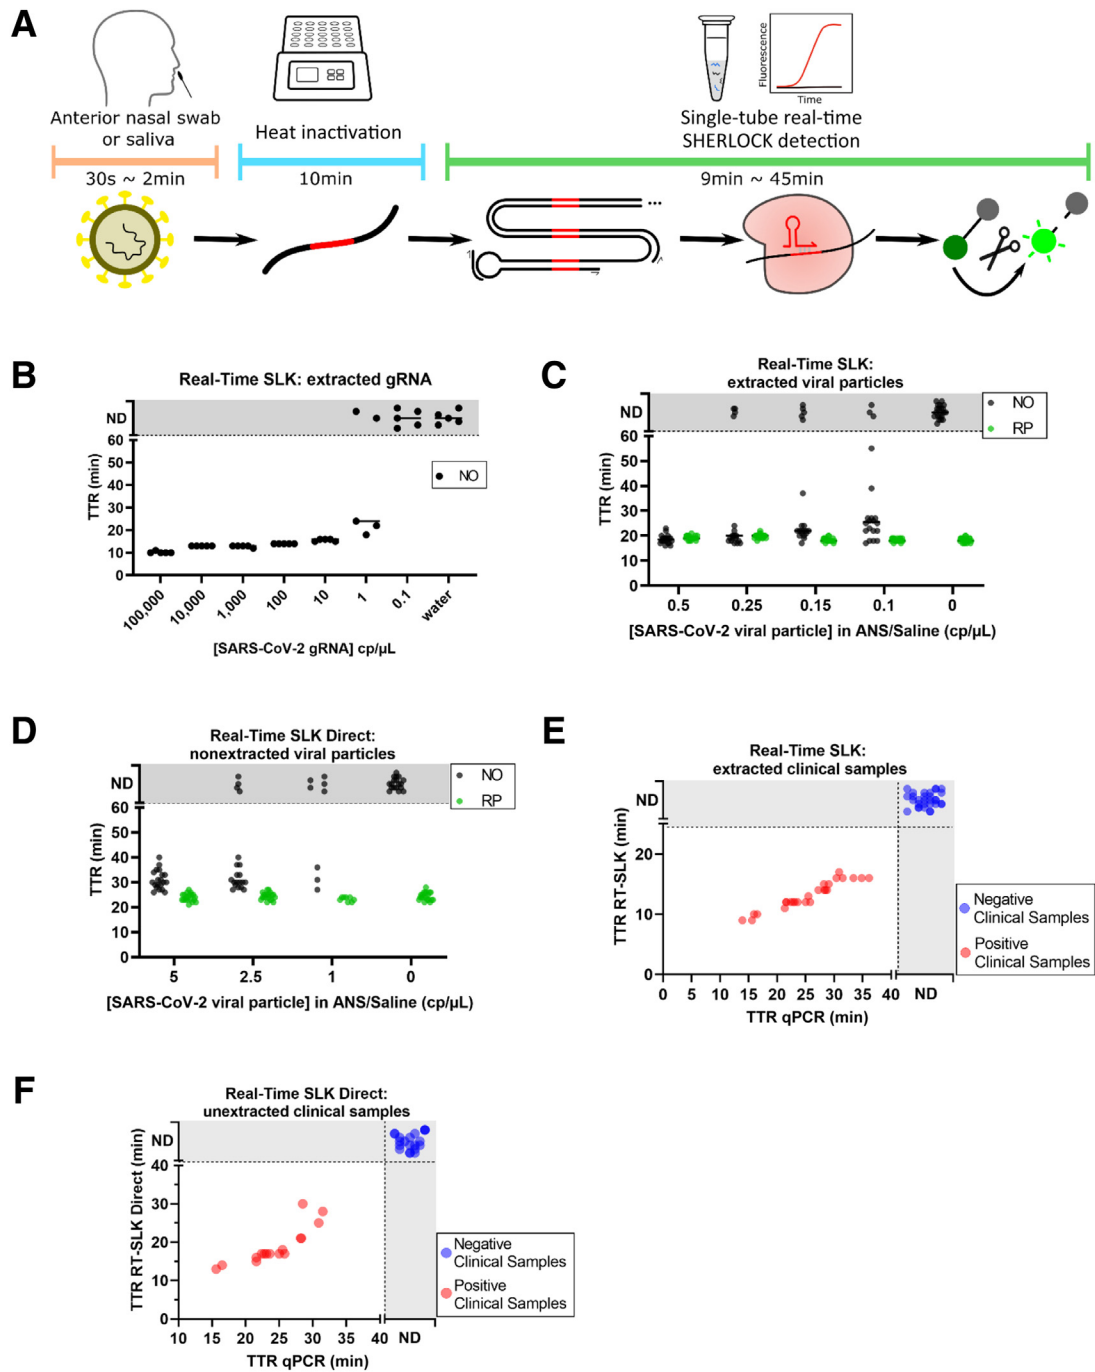 A
Anterior nasal swab
or saliva
30s ~ 2min
Heat inactivation
10min
Fluorescence
Time
Single-tube real-time
SHERLOCK detection
9min ~ 45min
B
Real-Time SLK: extracted gRNA
ND
60
50
40
30
20
10
0
TTR (min)
NO
100,000
10,000
1,000
100
10
1
0.1
water
[SARS-CoV-2 gRNA] cp/µL
C
Real-Time SLK:
extracted viral particles
ND
60
50
40
30
20
10
0
TTR (min)
NO
RP
0.5 0.25 0.15 0.1 0
[SARS-CoV-2 viral particle] in ANS/Saline (cp/µL)
D
Real-Time SLK Direct:
nonextracted viral particles
ND
60
50
40
30
20
10
0
TTR (min)
NO
RP
5 2.5 1 0
[SARS-CoV-2 viral particle] in ANS/Saline (cp/µL)
E
Real-Time SLK:
extracted clinical samples
ND
20
10
0
TTR RT-SLK (min)
0 5 10 15 20 25 30 35 40 ND
TTR qPCR (min)
Negative
Clinical Samples
Positive
Clinical Samples
F
Real-Time SLK Direct:
unextracted clinical samples
ND
40
30
20
10
0
TTR RT-SLK Direct (min)
10 15 20 25 30 35 40 ND
TTR qPCR (min)
Negative
Clinical Samples
Positive
Clinical Samples